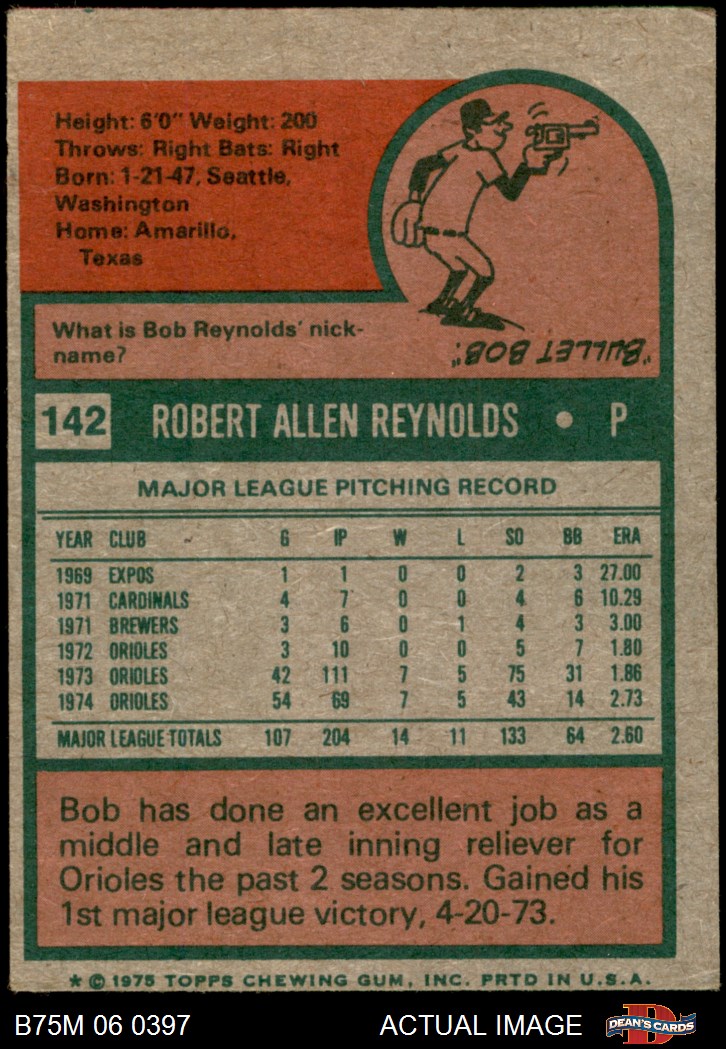 Height: 6'0" Weight: 200
Throws: Right Bats: Right
Born: 1-21-47, Seattle,
Washington
Home: Amarillo,
Texas
What is Bob Reynolds' nick-
name?
"BULLET BOB".
142 ROBERT ALLEN REYNOLDS • P
MAJOR LEAGUE PITCHING RECORD
YEAR CLUB G IP W L SO BB ERA
1969 EXPOS 1 1 0 0 2 3 27.00
1971 CARDINALS 4 7 0 0 4 6 10.29
1971 BREWERS 3 6 0 1 4 3 3.00
1972 ORIOLES 3 10 0 0 5 7 1.80
1973 ORIOLES 42 111 7 5 75 31 1.86
1974 ORIOLES 54 69 7 5 43 14 2.73
MAJOR LEAGUE TOTALS 107 204 14 11 133 64 2.60
Bob has done an excellent job as a
middle and late inning reliever for
Orioles the past 2 seasons. Gained his
1st major league victory, 4-20-73.
* © 1975 TOPPS CHEWING GUM, INC. PRTD IN U.S.A.
B75M 06 0397 ACTUAL IMAGE D DEAN'S CARDS